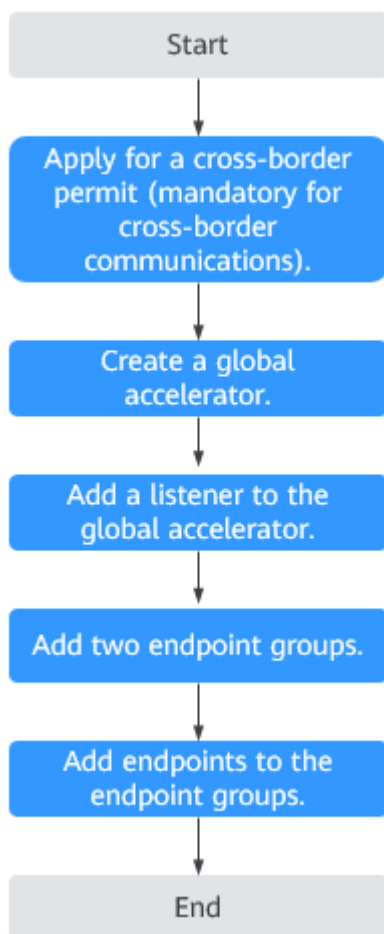 Start
Apply for a cross-border
permit (mandatory for
cross-border
communications).
Create a global
accelerator.
Add a listener to the
global accelerator.
Add two endpoint groups.
Add endpoints to the
endpoint groups.
End